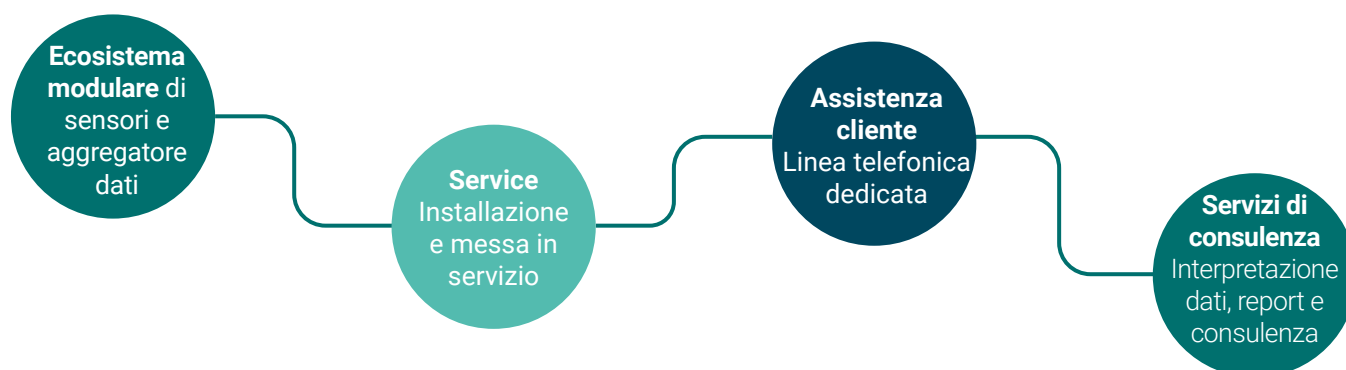 Ecosistema
modulare di
sensori e
aggregatore
dati
Service
Installazione
e messa in
servizio
Assistenza
cliente
Linea telefonica
dedicata
Servizi di
consulenza
Interpretazione
dati, report e
consulenza